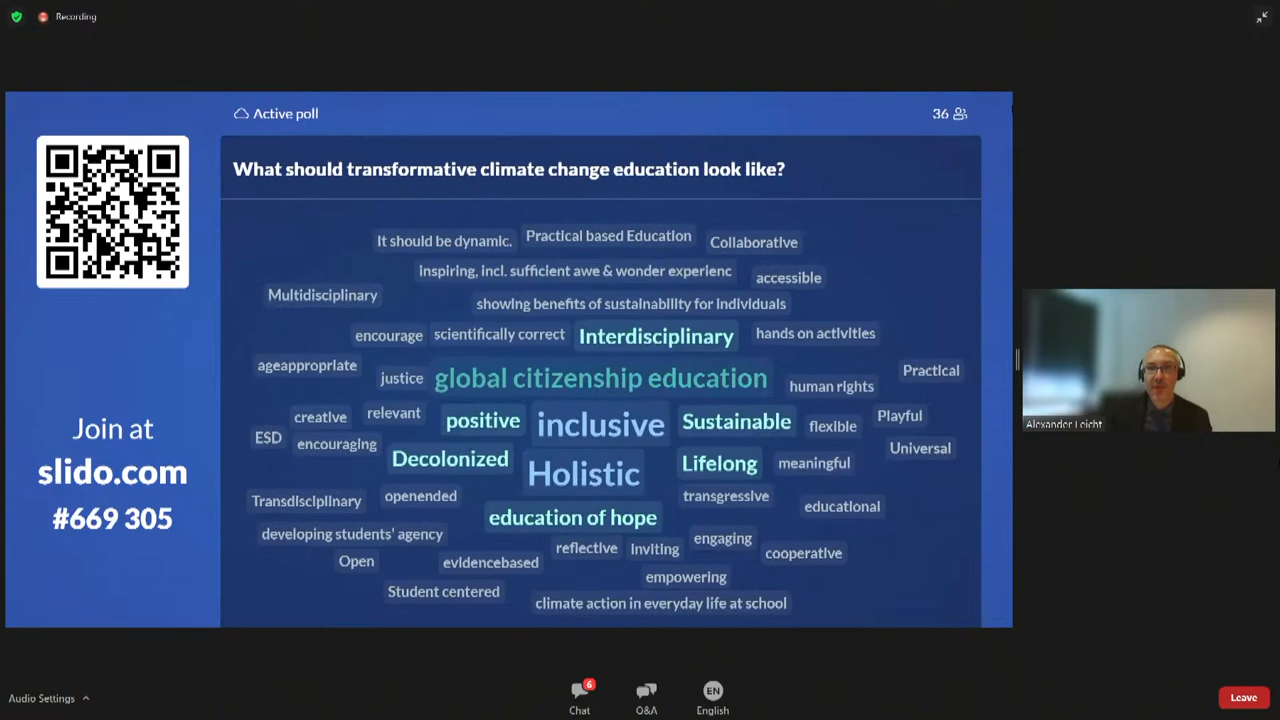 Recording
Active poll
36
What should transformative climate change education look like?
It should be dynamic.
Practical based Education
Collaborative
inspiring, incl. sufficient awe & wonder experienc
accessible
Multidisciplinary
showing benefits of sustainability for individuals
encourage
scientifically correct
Interdisciplinary
hands on activities
ageappropriate
justice
global citizenship education
human rights
Practical
creative
relevant
positive
inclusive
Sustainable
flexible
Playful
ESD
encouraging
Decolonized
Holistic
Lifelong
meaningful
Universal
Transdisciplinary
openended
transgressive
educational
education of hope
developing students' agency
reflective
Inviting
engaging
cooperative
Open
evidencebased
empowering
Student centered
climate action in everyday life at school
Join at
slido.com
#669 305
Alexander Leicht
Audio Settings
6
Chat
Q&A
EN
English
Leave